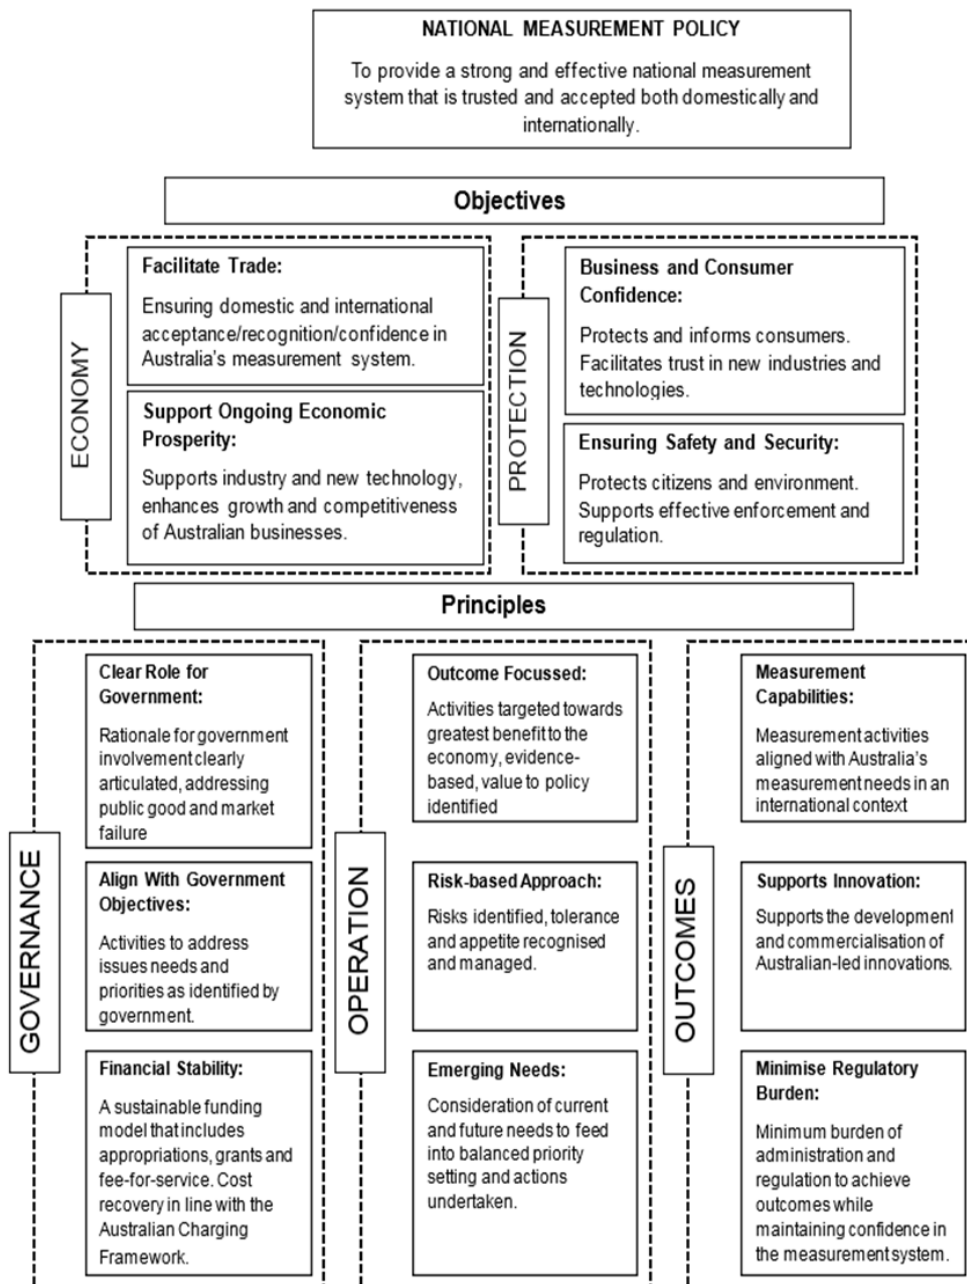 NATIONAL MEASUREMENT POLICY
To provide a strong and effective national measurement
system that is trusted and accepted both domestically and
internationally.
Objectives
ECONOMY
Facilitate Trade:
Ensuring domestic and international
acceptance/recognition/confidence in
Australia's measurement system.
Support Ongoing Economic
Prosperity:
Supports industry and new technology,
enhances growth and competitiveness
of Australian businesses.
PROTECTION
Business and Consumer
Confidence:
Protects and informs consumers.
Facilitates trust in new industries and
technologies.
Ensuring Safety and Security:
Protects citizens and environment.
Supports effective enforcement and
regulation.
Principles
GOVERNANCE
Clear Role for
Government:
Rationale for government
involvement clearly
articulated, addressing
public good and market
failure
Align With Government
Objectives:
Activities to address
issues needs and
priorities as identified by
government.
Financial Stability:
A sustainable funding
model that includes
appropriations, grants and
fee-for-service. Cost
recovery in line with the
Australian Charging
Framework.
OPERATION
Outcome Focussed:
Activities targeted towards
greatest benefit to the
economy, evidence-
based, value to policy
identified
Risk-based Approach:
Risks identified, tolerance
and appetite recognised
and managed.
Emerging Needs:
Consideration of current
and future needs to feed
into balanced priority
setting and actions
undertaken.
OUTCOMES
Measurement
Capabilities:
Measurement activities
aligned with Australia's
measurement needs in an
international context
Supports Innovation:
Supports the development
and commercialisation of
Australian-led innovations.
Minimise Regulatory
Burden:
Minimum burden of
administration and
regulation to achieve
outcomes while
maintaining confidence in
the measurement system.